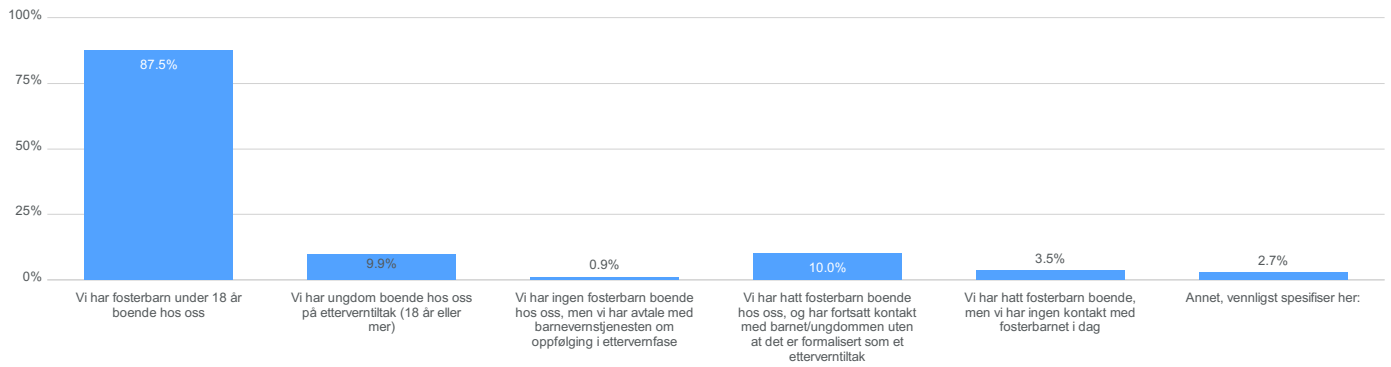 100%
87.5%
75%
50%
25%
9.9%
0.9%
10.0%
3.5%
2.7%
0%
Vi har fosterbarn under 18 år
boende hos oss
Vi har ungdom boende hos oss
på etterverntiltak (18 år eller
mer)
Vi har ingen fosterbarn boende
hos oss, men vi har avtale med
barnevernstjenesten om
oppfølging i ettervernfase
Vi har hatt fosterbarn boende
hos oss, og har fortsatt kontakt
med barnet/ungdommen uten
at det er formalisert som et
etterverntiltak
Vi har hatt fosterbarn boende,
men vi har ingen kontakt med
fosterbarnet i dag
Annet, vennligst spesifiser her: